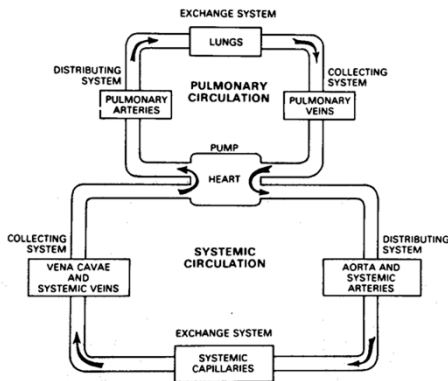 EXCHANGE SYSTEM
LUNGS
DISTRIBUTING
SYSTEM
PULMONARY
CIRCULATION
COLLECTING
SYSTEM
PULMONARY
ARTERIES
PULMONARY
VEINS
PUMP
HEART
COLLECTING
SYSTEM
SYSTEMIC
CIRCULATION
DISTRIBUTING
SYSTEM
VENA CAVAE
AND
SYSTEMIC VEINS
AORTA AND
SYSTEMIC
ARTERIES
EXCHANGE SYSTEM
SYSTEMIC
CAPILLARIES